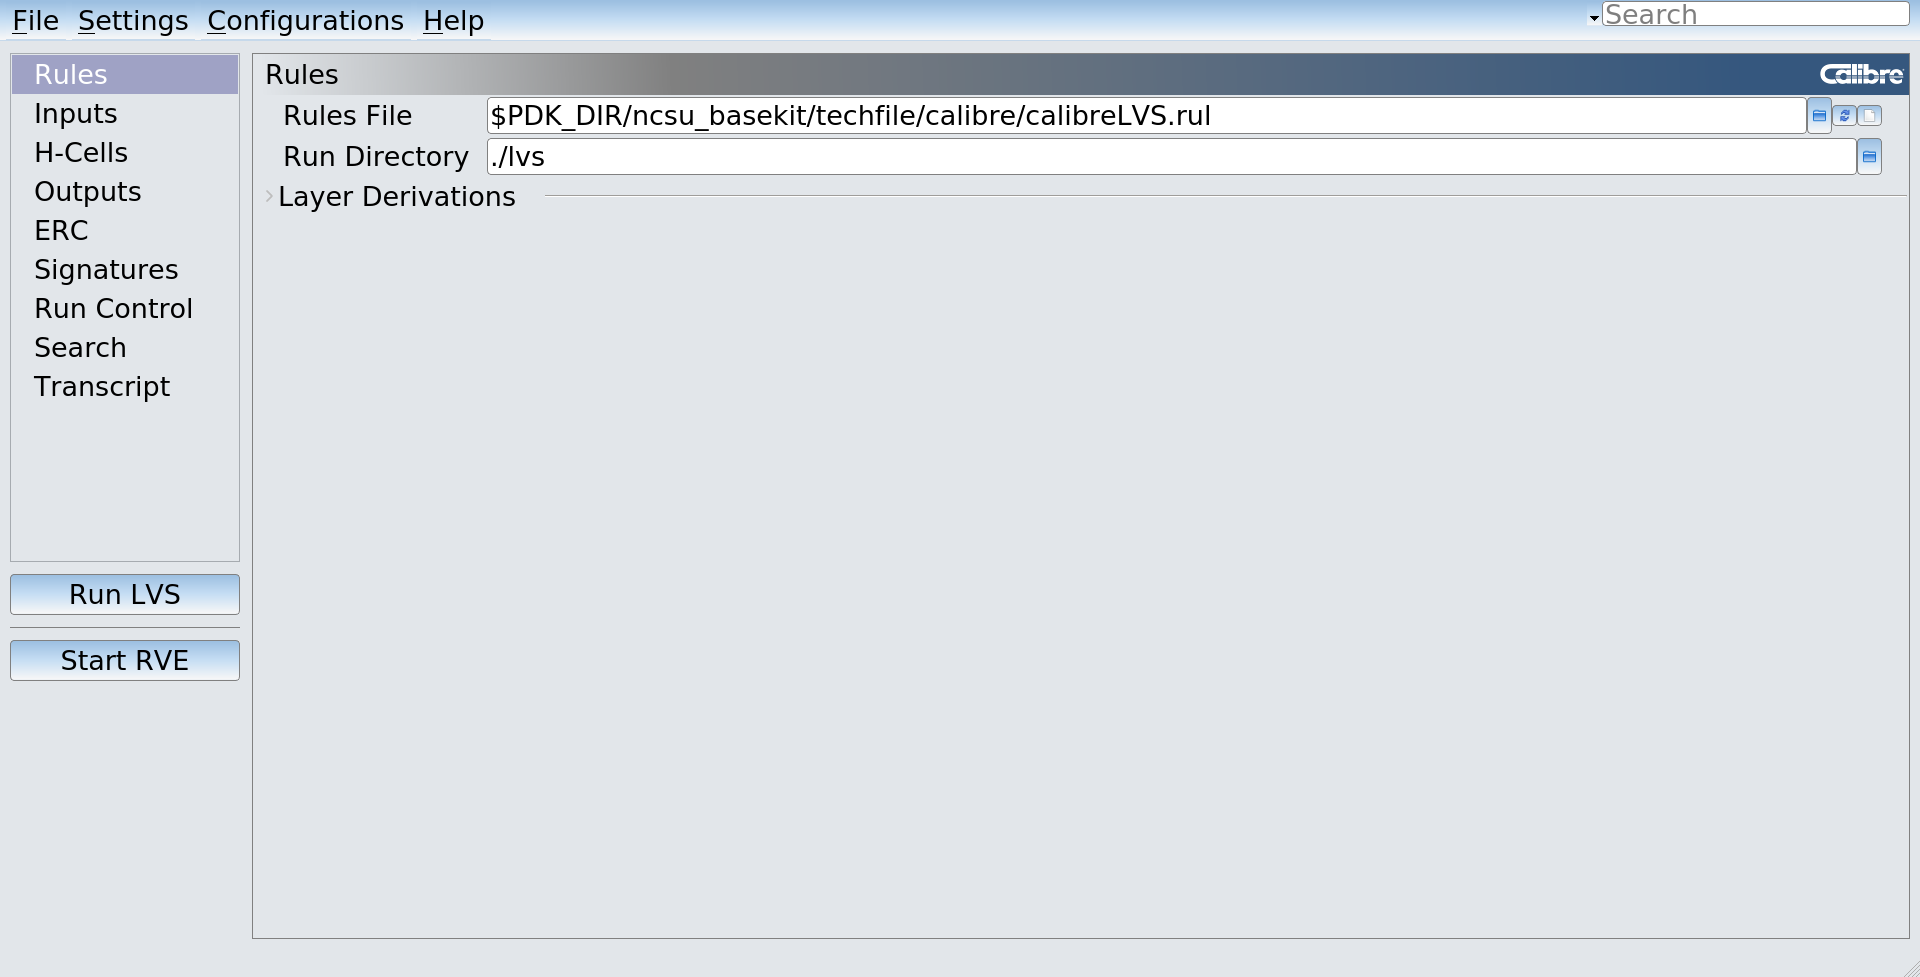 File Settings Configurations Help Search
Rules
Inputs
H-Cells
Outputs
ERC
Signatures
Run Control
Search
Transcript
Run LVS
Start RVE
Rules Calibre
Rules File $PDK_DIR/ncsu_basekit/techfile/calibre/calibreLVS.rul
Run Directory ./lvs
Layer Derivations